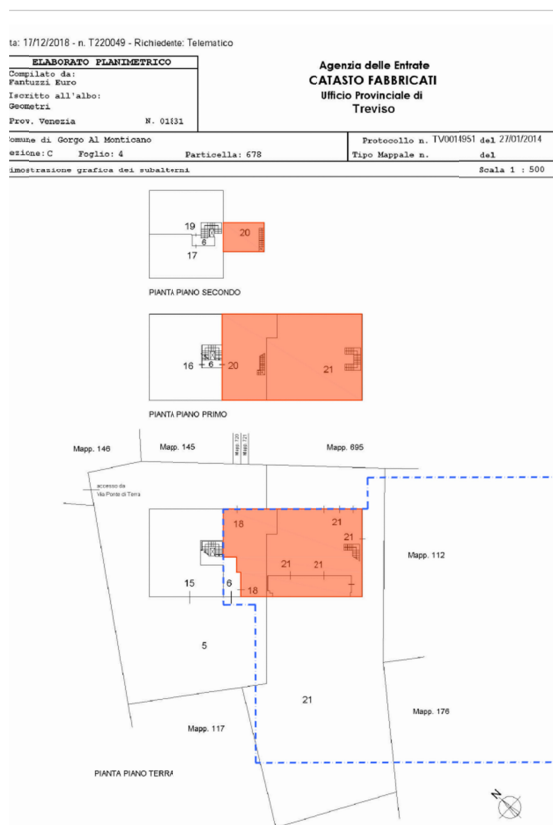 ta: 17/12/2018 - n. T220049 - Richiedente: Telematico
ELABORATO PLANIMETRICO
Compilato da:
Fantuzzi Euro
Iscritto all'albo:
Geometri
Prov. Venezia N. 01831
Agenzia delle Entrate
CATASTO FABBRICATI
Ufficio Provinciale di
Treviso
omune di Gorgo Al Monticano
Protocollo n. TV0014951 del 27/01/2014
ezione: C Foglio: 4 Particella: 678
Tipo Mappale n. del
imostrazione grafica dei subalterni
Scala 1 : 500
19
6
17
20
PIANTA PIANO SECONDO
16
6
20
21
PIANTA PIANO PRIMO
Mapp. 146
Mapp. 145
Mapp. 720
Mapp. 721
Mapp. 695
accesso da
Via Ponte di Tera
18
21
21
21
21
Mapp. 112
15
6
18
5
21
Mapp. 176
Mapp. 117
PIANTA PIANO TERRA
N